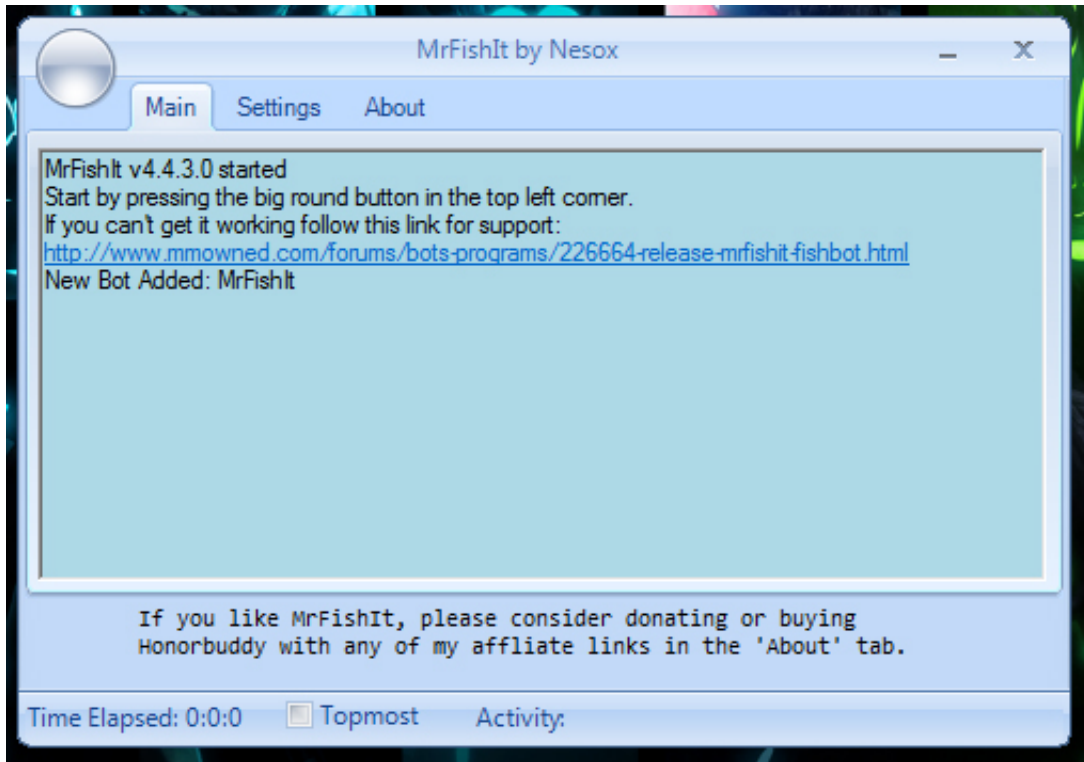 MrFishIt by Nesox
Main Settings About
MrFishIt v4.4.3.0 started
Start by pressing the big round button in the top left corner.
If you can't get it working follow this link for support:
http://www.mmowned.com/forums/bots-programs/226664-release-mrfishit-fishbot.html
New Bot Added: MrFishIt
If you like MrFishIt, please consider donating or buying
Honorbuddy with any of my affliate links in the 'About' tab.
Time Elapsed: 0:0:0 Topmost Activity: